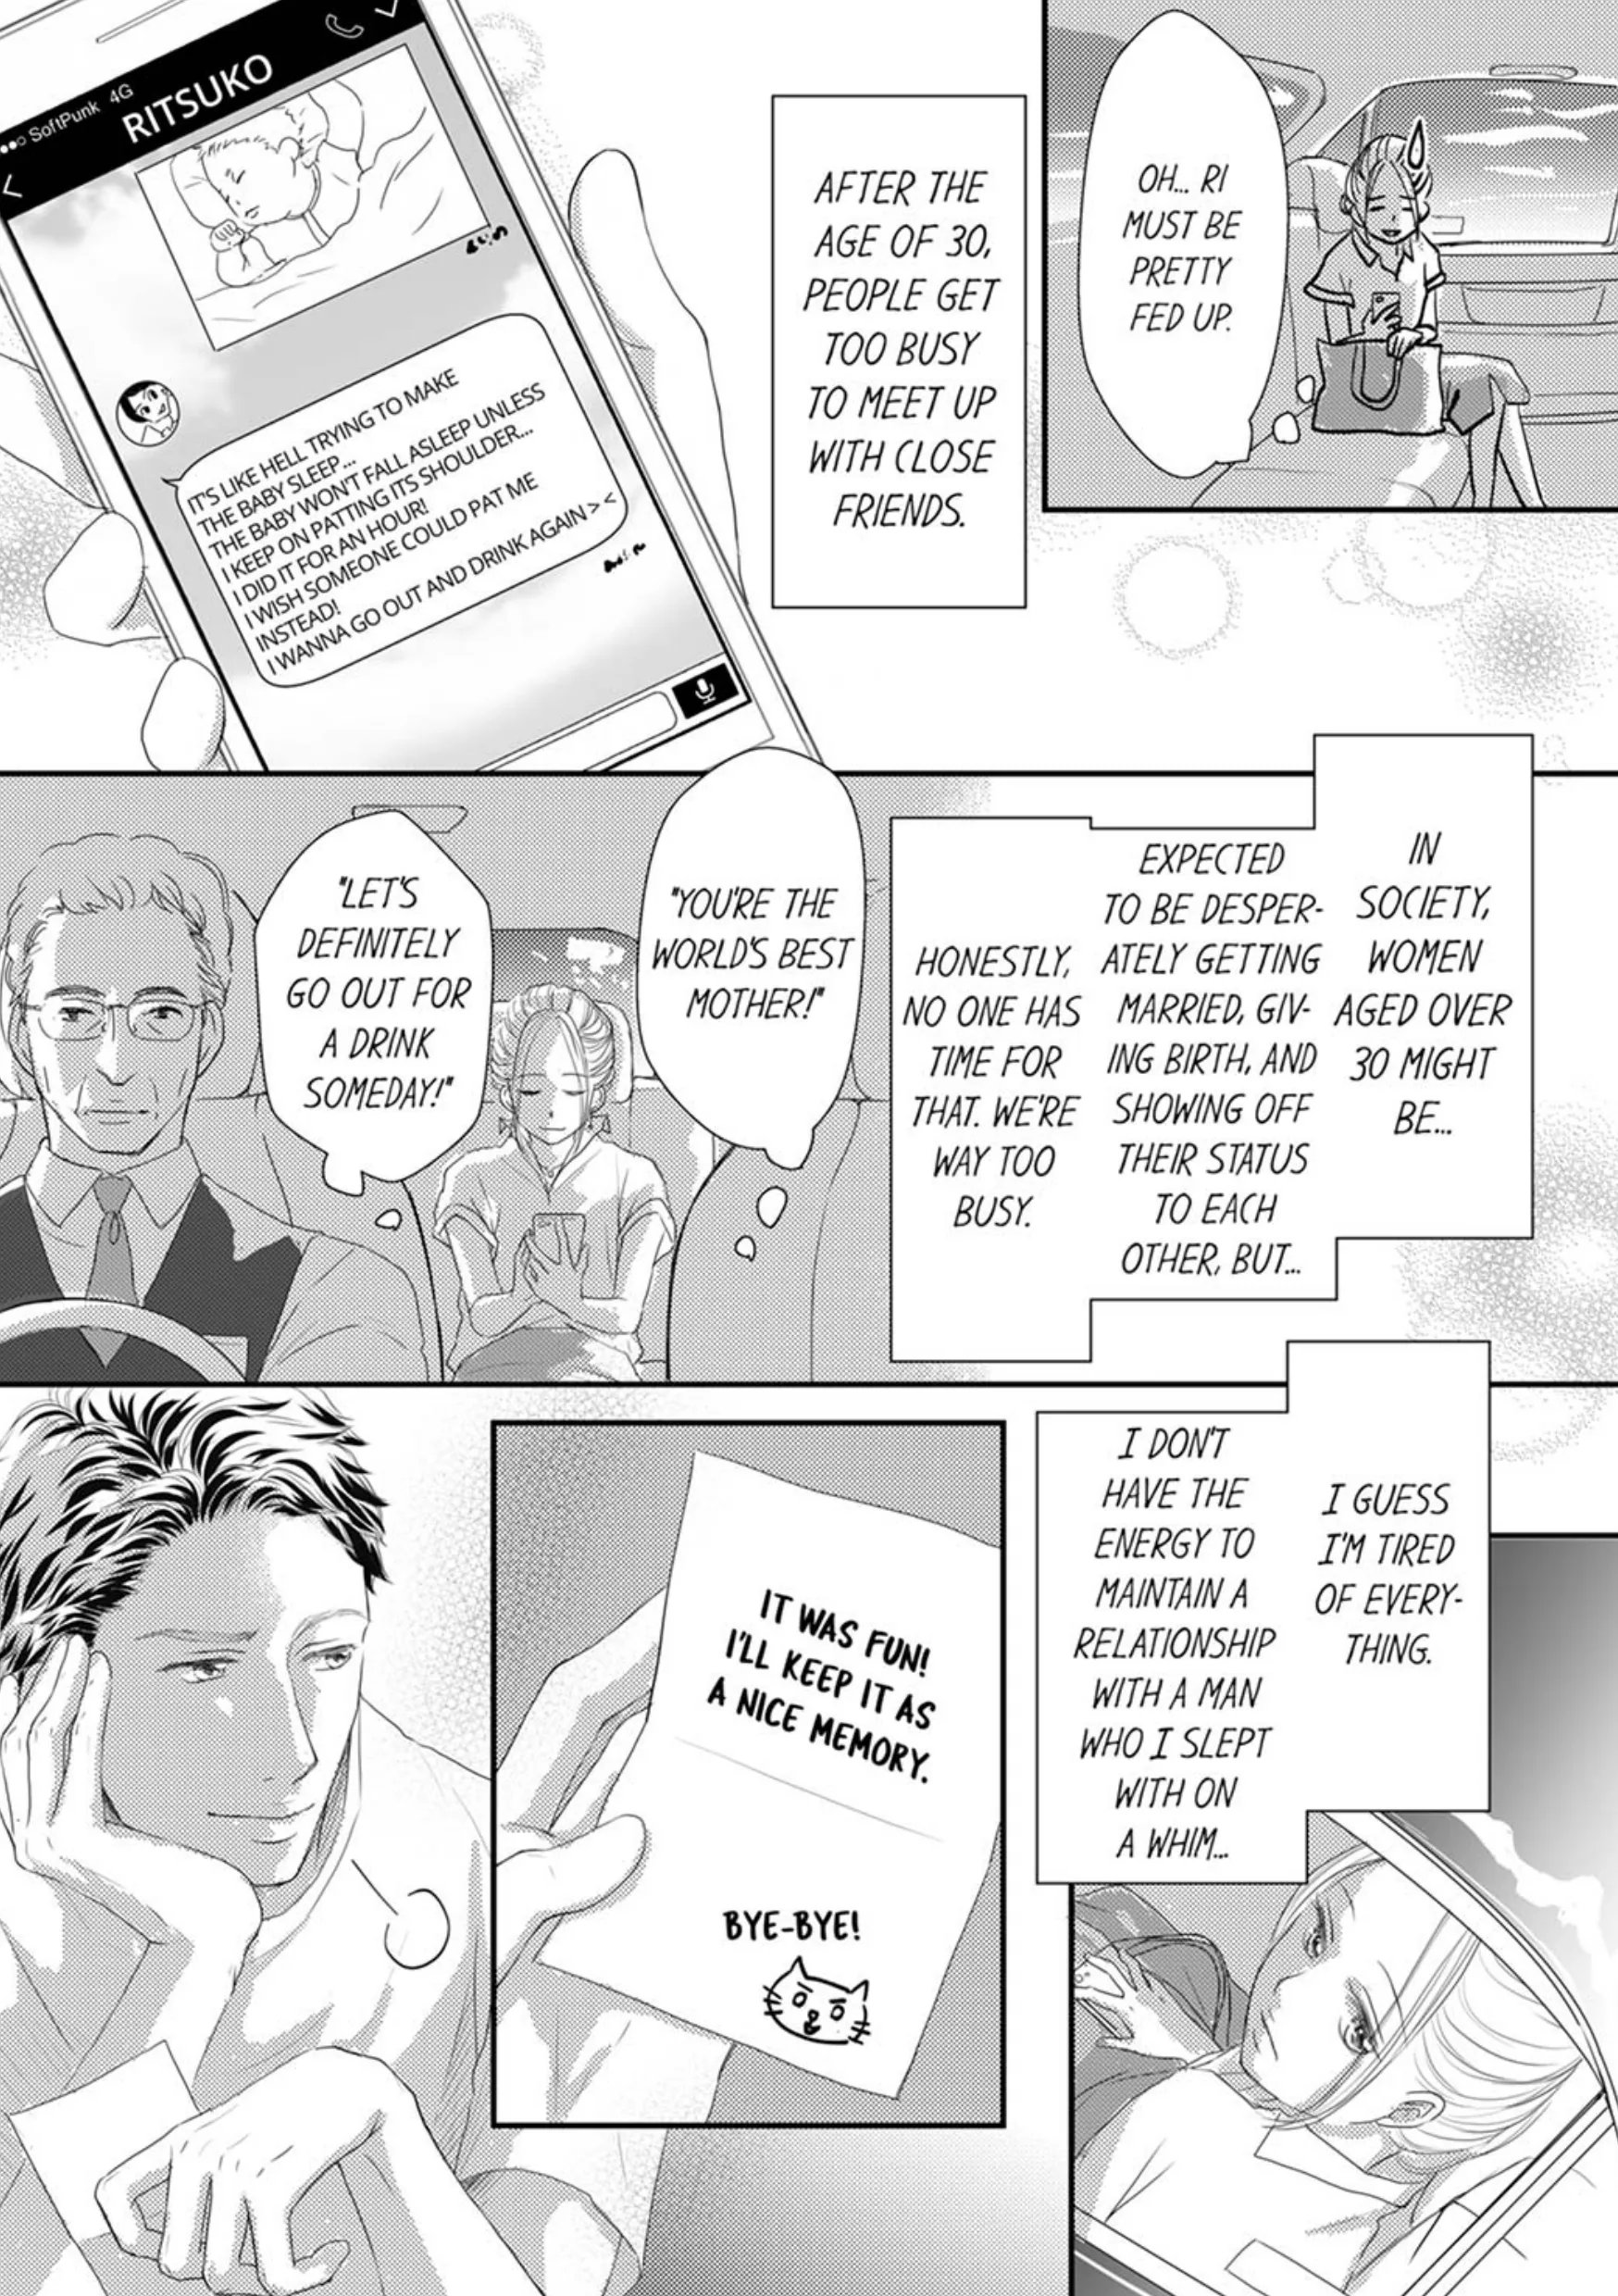 OH... RI
MUST BE
PRETTY
FED UP.
AFTER THE
AGE OF 30,
PEOPLE GET
TOO BUSY
TO MEET UP
WITH CLOSE
FRIENDS.
SoftPunk 4G
RITSUKO
IT'S LIKE HELL TRYING TO MAKE
THE BABY SLEEP...
THE BABY WON'T FALL ASLEEP UNLESS
I KEEP ON PATTING ITS SHOULDER...
I DID IT FOR AN HOUR!
I WISH SOMEONE COULD PAT ME
INSTEAD!
I WANNA GO OUT AND DRINK AGAIN > <
IN
SOCIETY,
WOMEN
AGED OVER
30 MIGHT
BE...
EXPECTED
TO BE DESPER-
ATELY GETTING
MARRIED, GIV-
ING BIRTH, AND
SHOWING OFF
THEIR STATUS
TO EACH
OTHER, BUT...
HONESTLY,
NO ONE HAS
TIME FOR
THAT. WE'RE
WAY TOO
BUSY.
"YOU'RE THE
WORLD'S BEST
MOTHER!"
"LET'S
DEFINITELY
GO OUT FOR
A DRINK
SOMEDAY!"
I GUESS
I'M TIRED
OF EVERY-
THING.
I DON'T
HAVE THE
ENERGY TO
MAINTAIN A
RELATIONSHIP
WITH A MAN
WHO I SLEPT
WITH ON
A WHIM...
IT WAS FUN!
I'LL KEEP IT AS
A NICE MEMORY.
BYE-BYE!